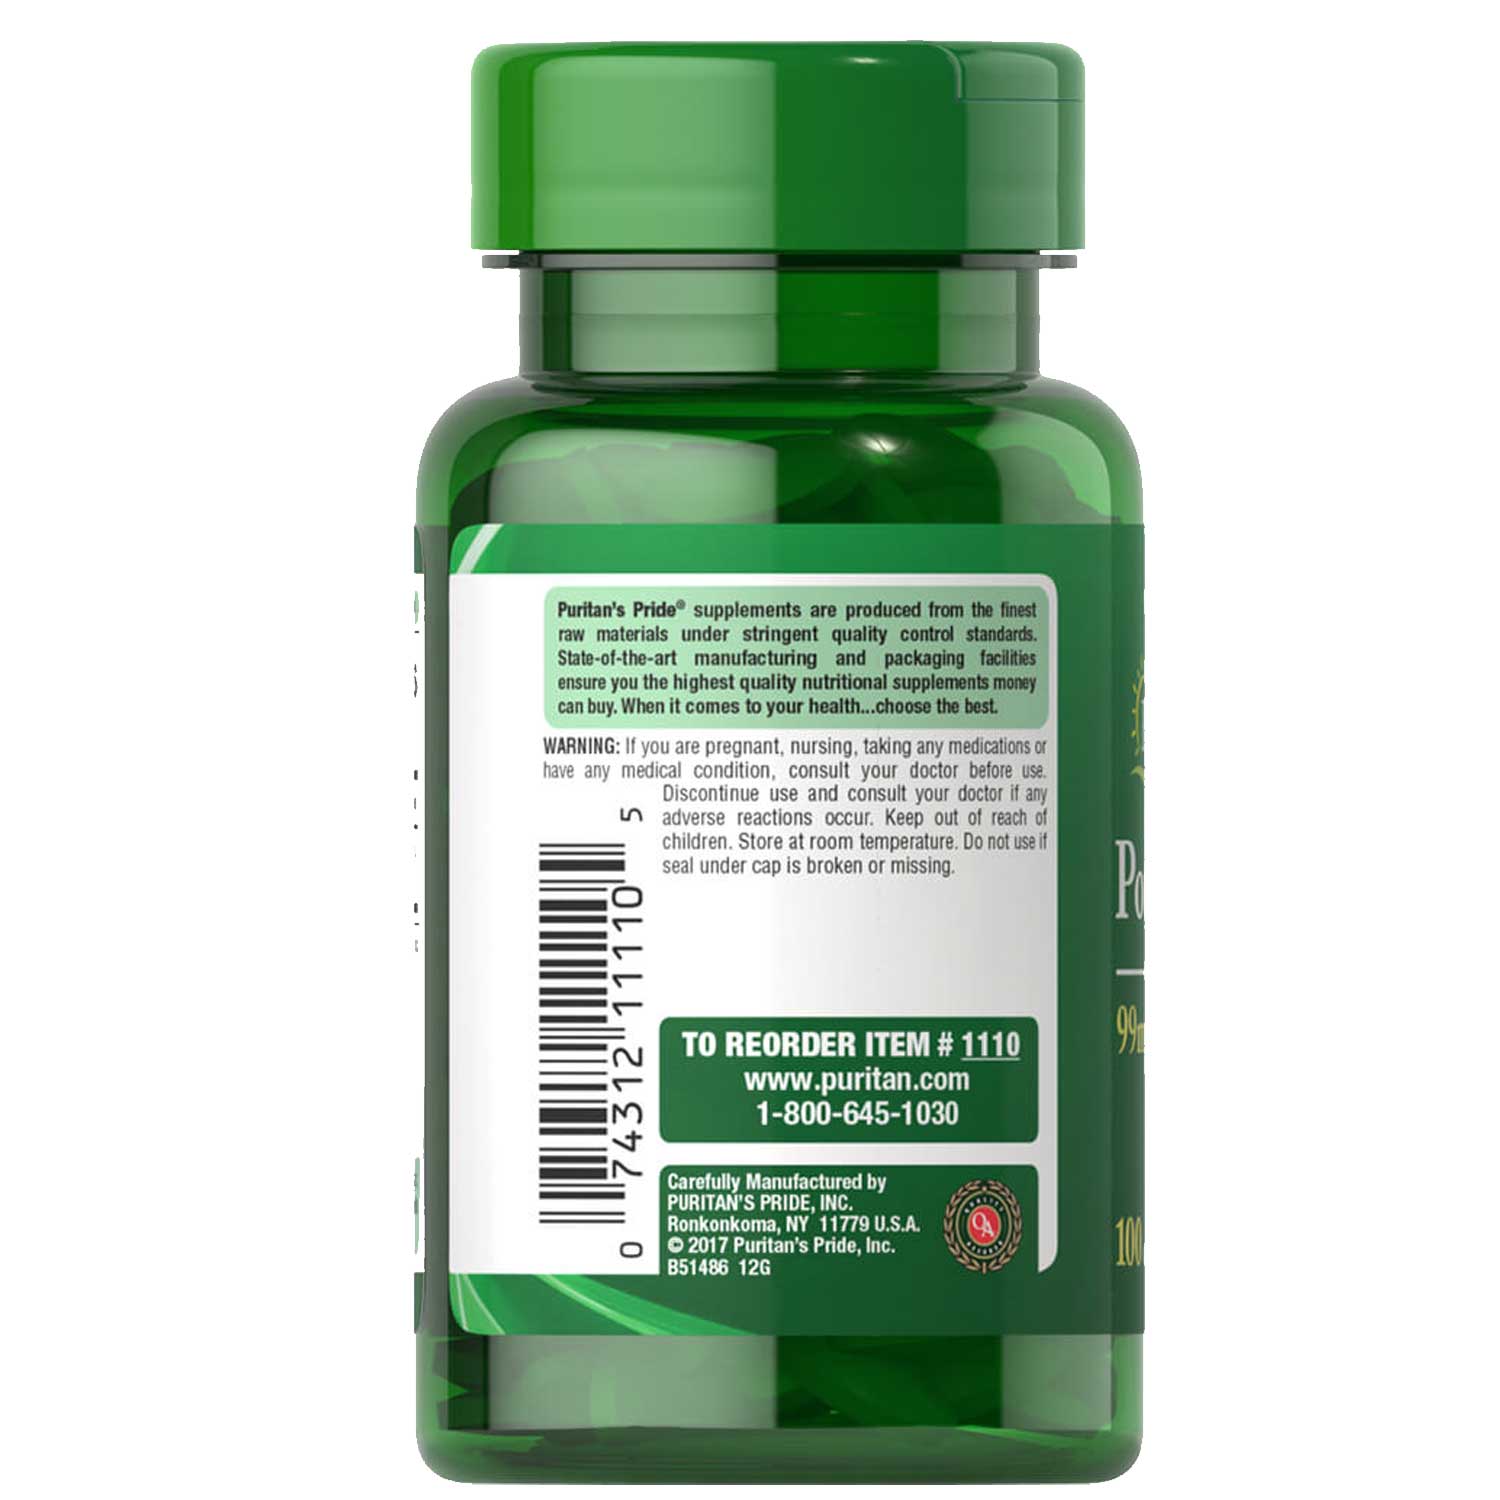 Puritan's Pride® supplements are produced from the finest
raw materials under stringent quality control standards.
State-of-the-art manufacturing and packaging facilities
ensure you the highest quality nutritional supplements money
can buy. When it comes to your health...choose the best.
WARNING: If you are pregnant, nursing, taking any medications or
have any medical condition, consult your doctor before use.
Discontinue use and consult your doctor if any
adverse reactions occur. Keep out of reach of
children. Store at room temperature. Do not use if
seal under cap is broken or missing.
0 74312 11110 5
TO REORDER ITEM # 1110
www.puritan.com
1-800-645-1030
Carefully Manufactured by
PURITAN'S PRIDE, INC.
Ronkonkoma, NY 11779 U.S.A.
© 2017 Puritan's Pride, Inc.
B51486 12G
QUALITY
QA
ASSURED
Po
99m
100